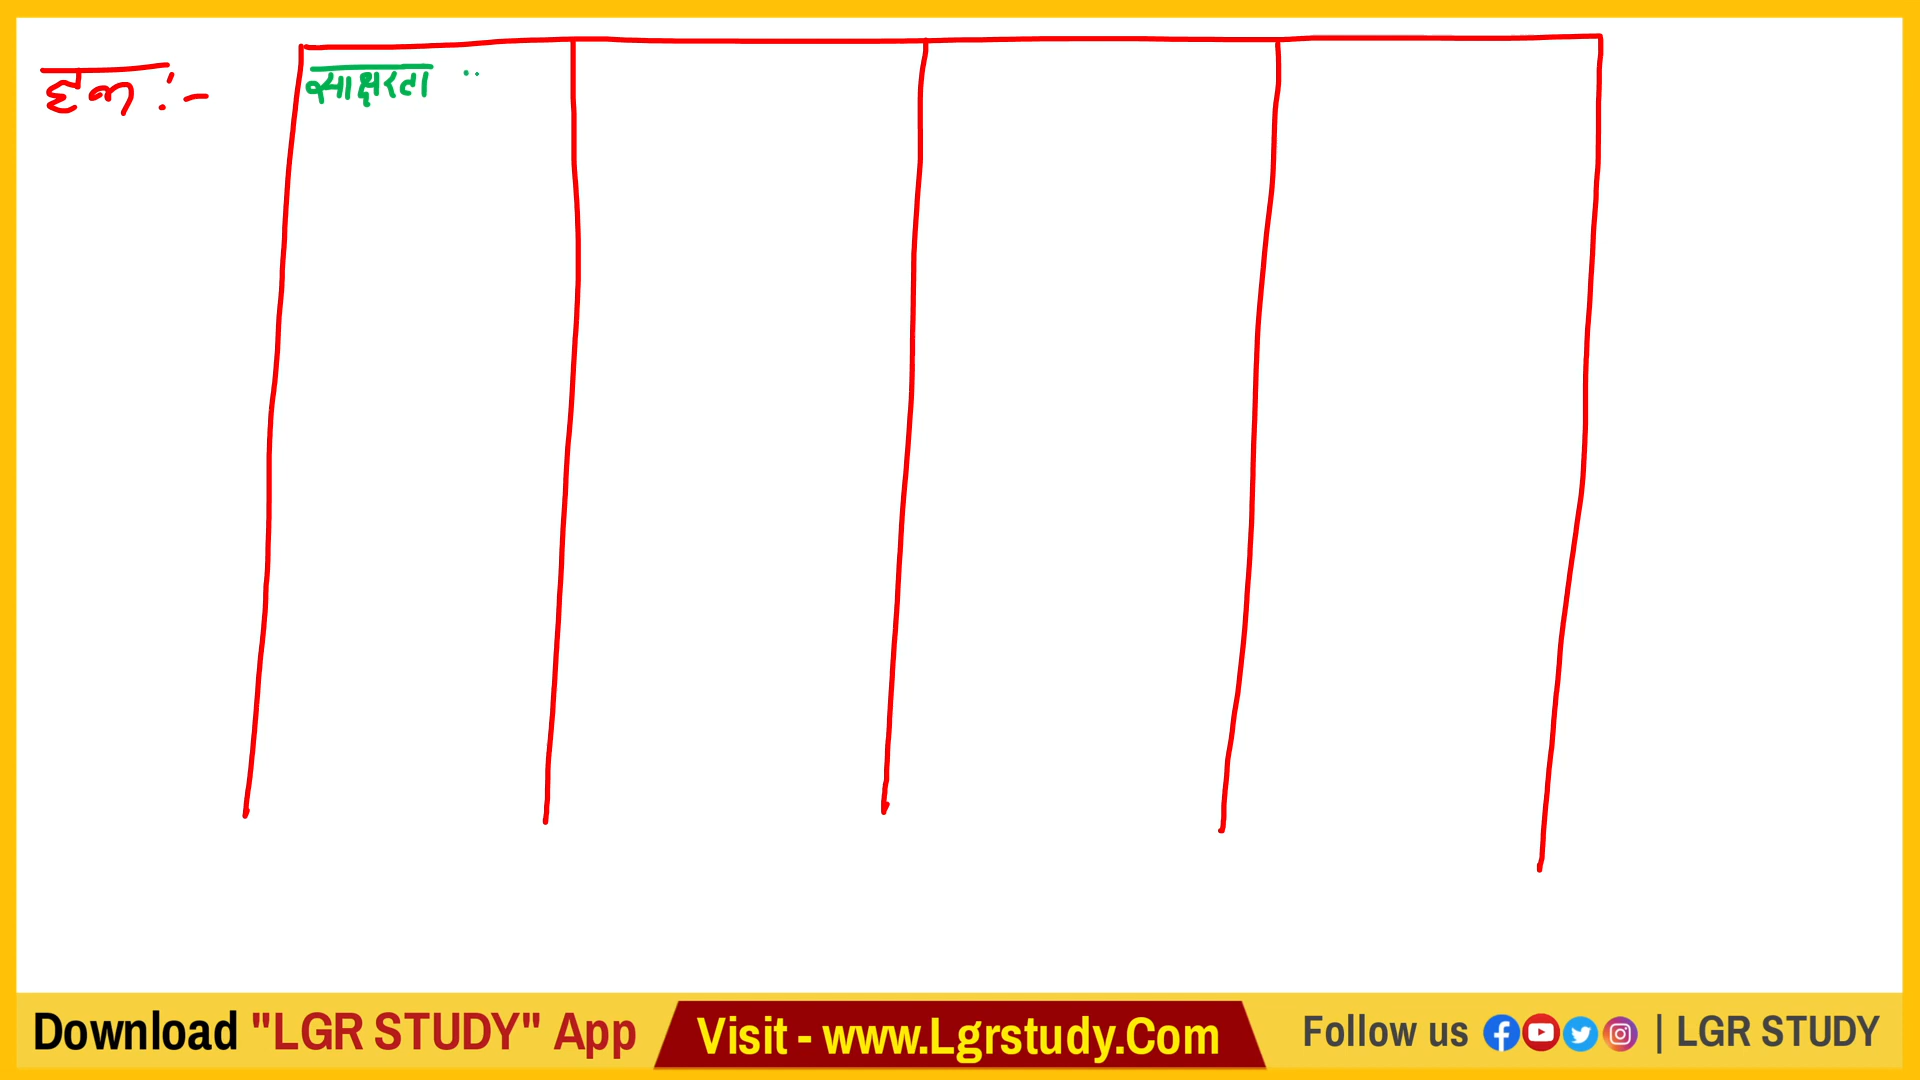 हल :-
साक्षरता
Download "LGR STUDY" App
Visit - www.Lgrstudy.Com
Follow us | LGR STUDY